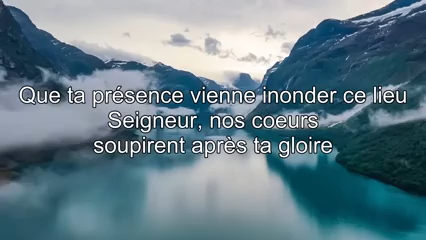 Que ta présence vienne inonder ce lieu
Seigneur, nos coeurs
soupirent après ta gloire